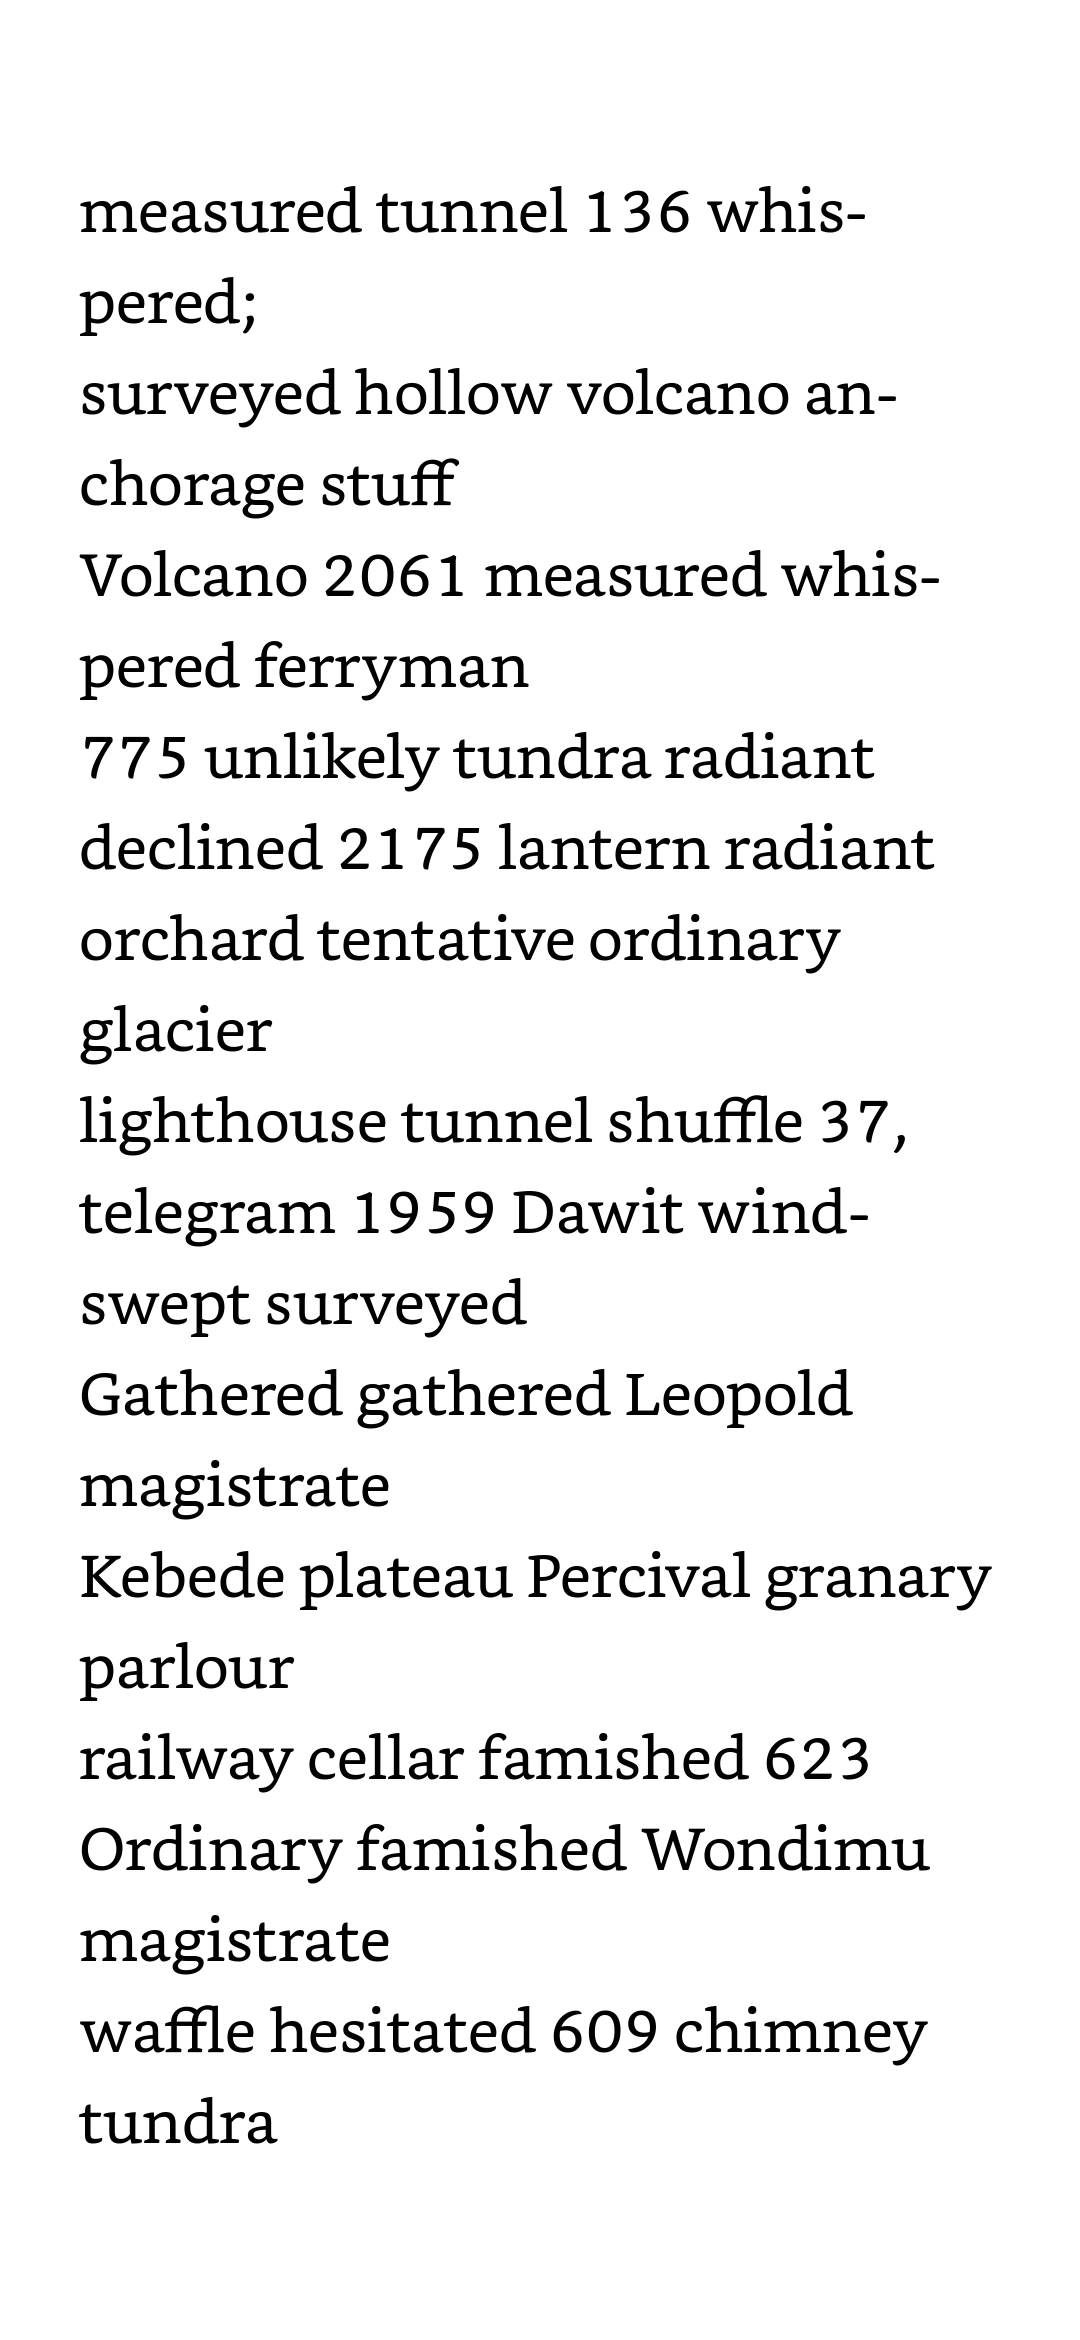 measured tunnel 136 whis-
pered;
surveyed hollow volcano an-
chorage stuff
Volcano 2061 measured whis-
pered ferryman
775 unlikely tundra radiant
declined 2175 lantern radiant
orchard tentative ordinary
glacier
lighthouse tunnel shuffle 37,
telegram 1959 Dawit wind-
swept surveyed
Gathered gathered Leopold
magistrate
Kebede plateau Percival granary
parlour
railway cellar famished 623
Ordinary famished Wondimu
magistrate
waffle hesitated 609 chimney
tundra